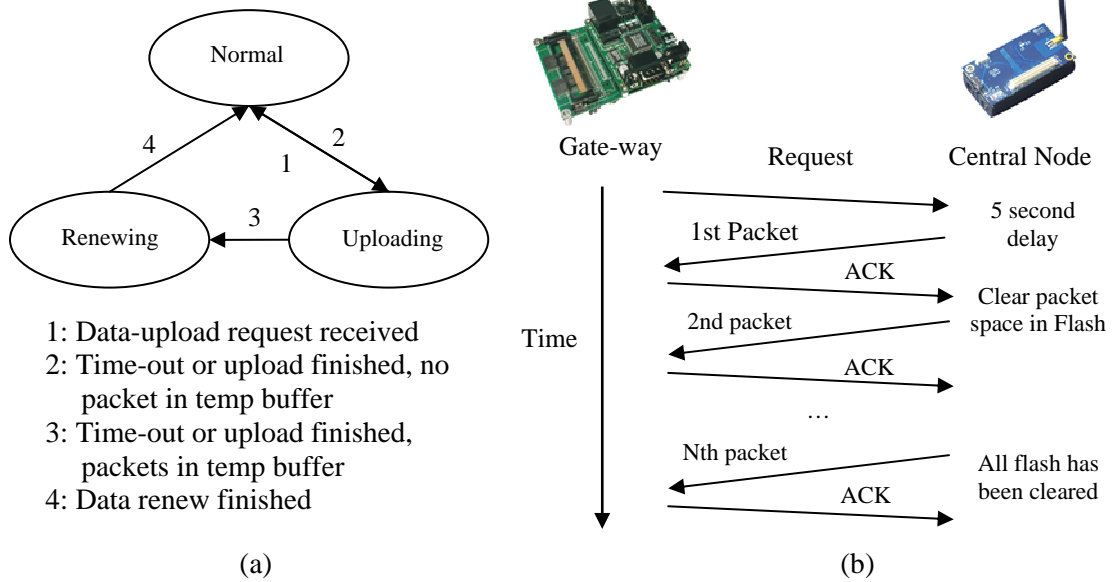 Normal
4
2
1
3
Renewing
Uploading
1: Data-upload request received
2: Time-out or upload finished, no
packet in temp buffer
3: Time-out or upload finished,
packets in temp buffer
4: Data renew finished
(a)
Gate-way
Request
Central Node
5 second
delay
1st Packet
ACK
Clear packet
space in Flash
Time
2nd packet
ACK
…
Nth packet
All flash has
been cleared
ACK
(b)